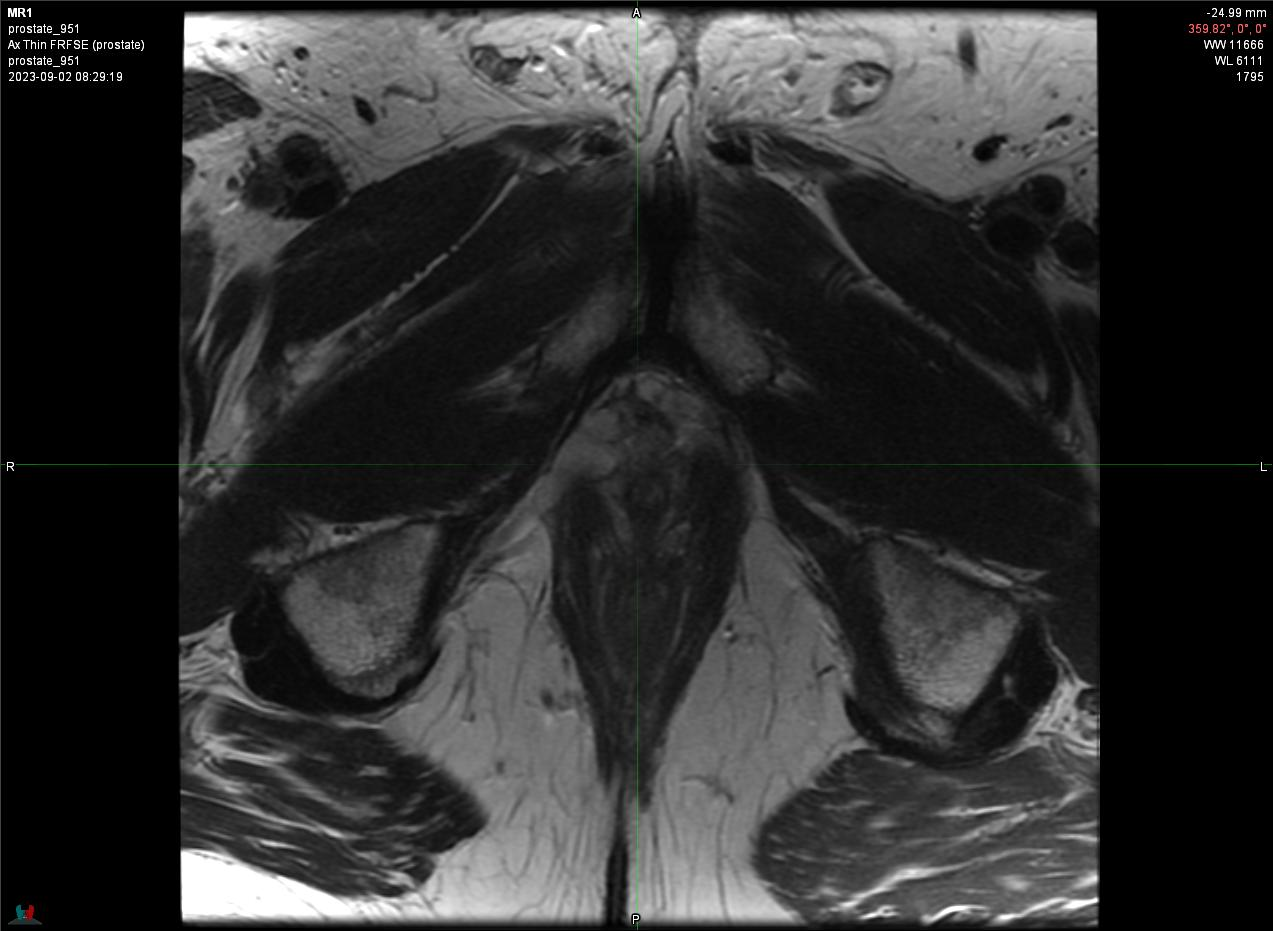 MR1
prostate_951
Ax Thin FRFSE (prostate)
prostate_951
2023-09-02 08:29:19
A
-24.99 mm
359.82°, 0°, 0°
WW 11666
WL 6111
1795
R
L
P